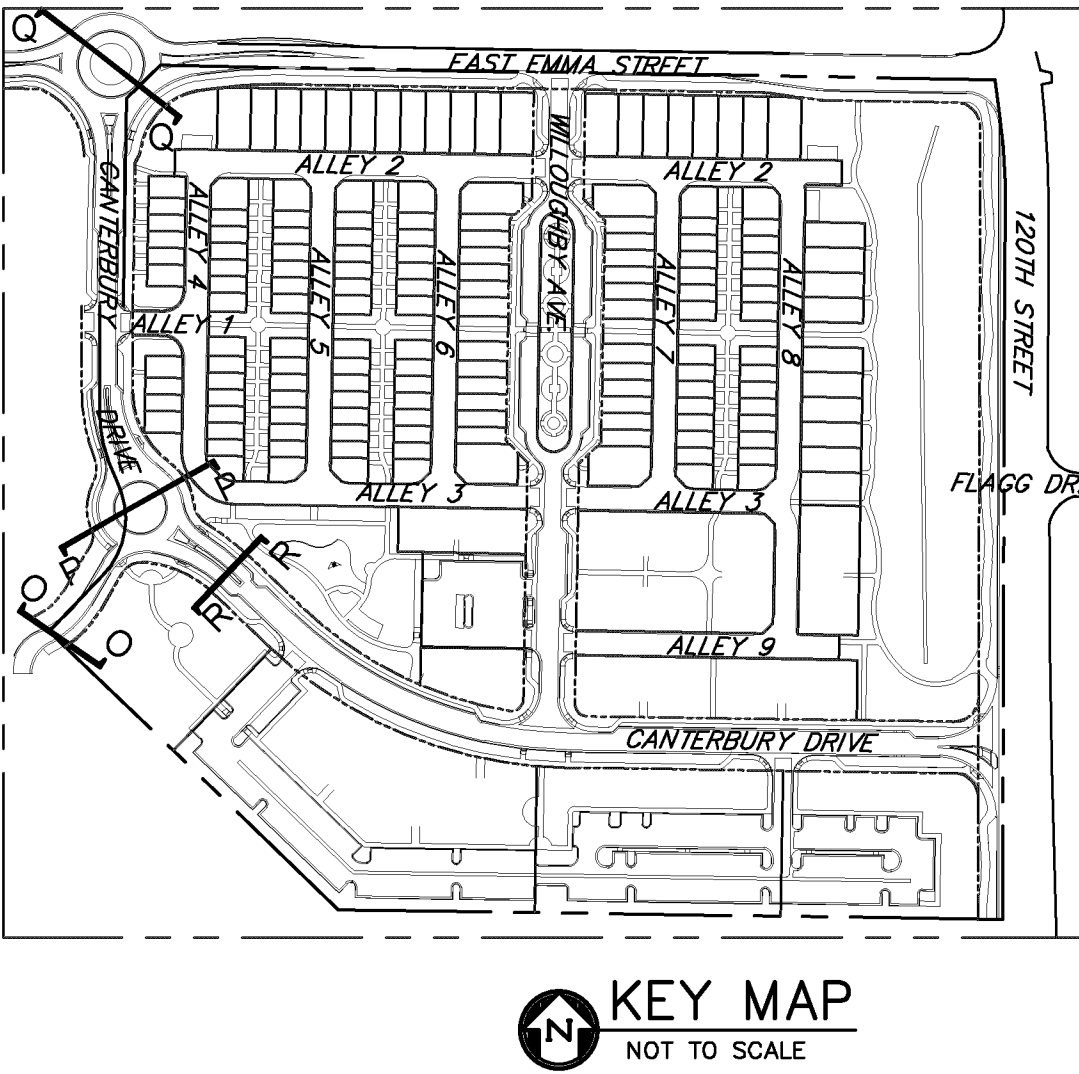 Q
EAST EMMA STREET
Q
WILLOUGHBY AVE.
ALLEY 2
ALLEY 2
CANTERBURY
ALLEY 4
120TH STREET
ALLEY 5
ALLEY 6
ALLEY 7
ALLEY 8
ALLEY 1
DRIVE
P
FLAGG DR
ALLEY 3
ALLEY 3
R
P
O
R
O
ALLEY 9
CANTERBURY DRIVE
N
KEY MAP
NOT TO SCALE